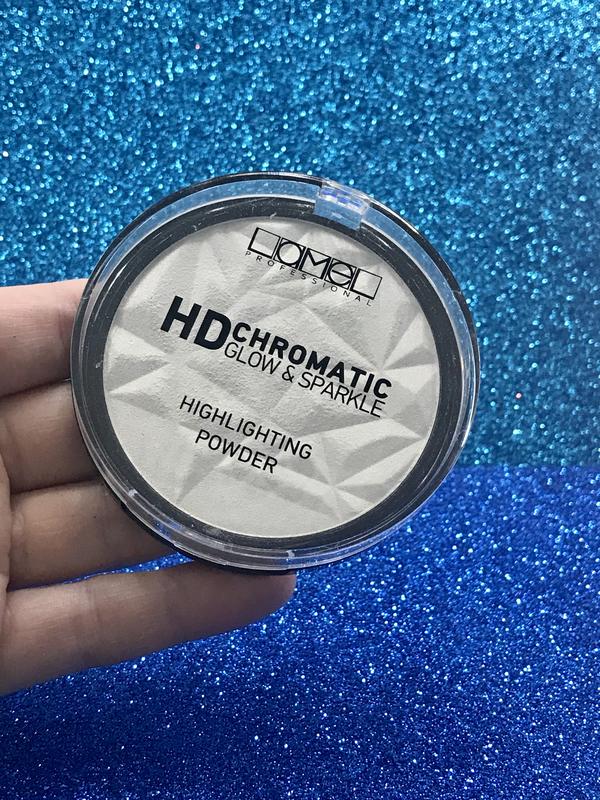 LAMEL
PROFESSIONAL
HD CHROMATIC
GLOW & SPARKLE
HIGHLIGHTING
POWDER